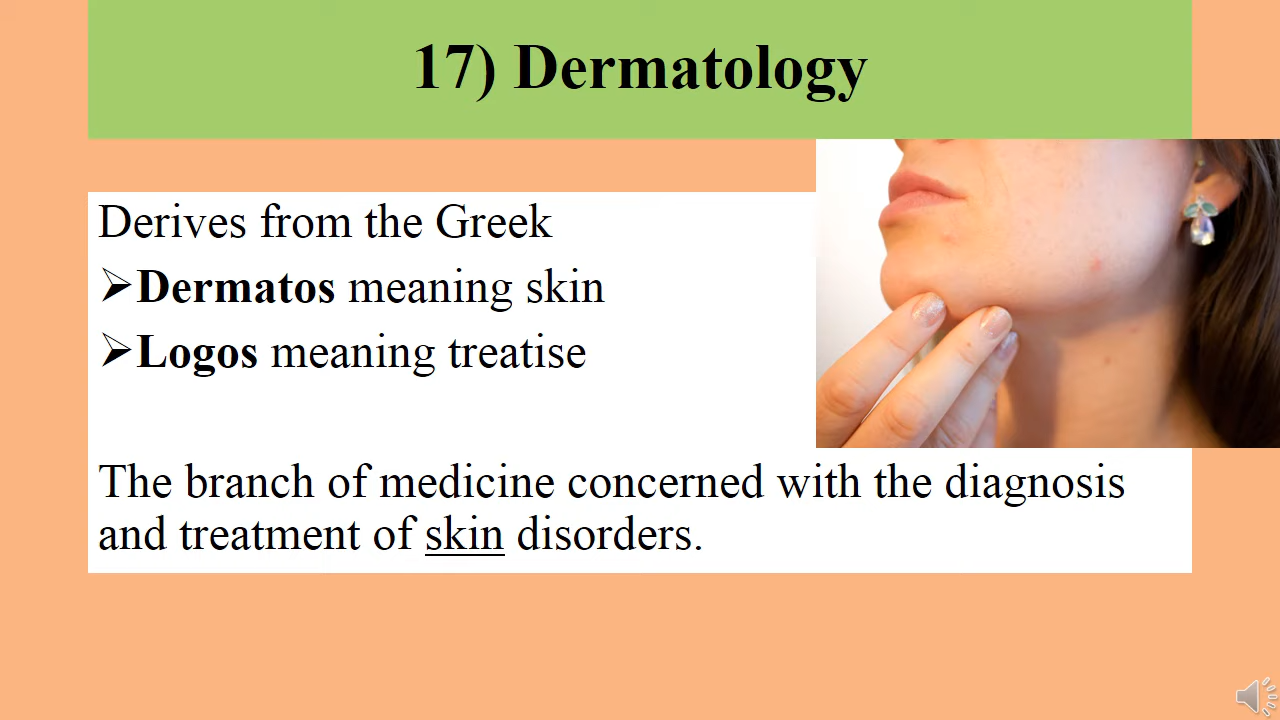 17) Dermatology
Derives from the Greek
➢Dermatos meaning skin
➢Logos meaning treatise
The branch of medicine concerned with the diagnosis
and treatment of skin disorders.